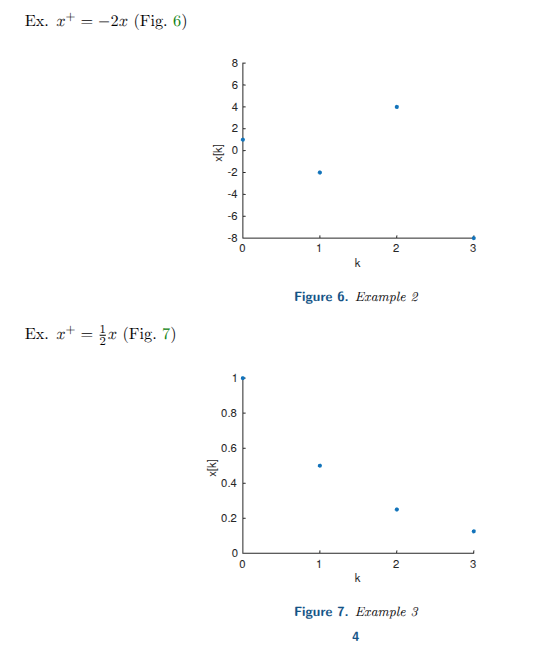 Ex. x⁺ = −2x (Fig. 6)
8
6
4
2
0
-2
-4
-6
-8
x[k]
0 1 2 3
k
Figure 6. Example 2
Ex. x⁺ = ½x (Fig. 7)
1
0.8
0.6
0.4
0.2
0
x[k]
0 1 2 3
k
Figure 7. Example 3
4